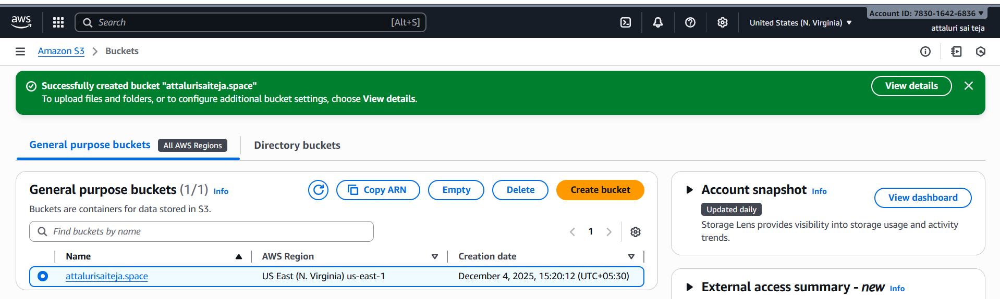 aws
Search [Alt+S]
United States (N. Virginia)
Account ID: 7830-1642-6836
attaluri sai teja
Amazon S3 > Buckets
Successfully created bucket "attalurisaiteja.space"
To upload files and folders, or to configure additional bucket settings, choose View details.
View details
General purpose buckets All AWS Regions Directory buckets
General purpose buckets (1/1) Info
Copy ARN Empty Delete Create bucket
Buckets are containers for data stored in S3.
Find buckets by name
1
Name AWS Region Creation date
attalurisaiteja.space US East (N. Virginia) us-east-1 December 4, 2025, 15:20:12 (UTC+05:30)
Account snapshot Info
View dashboard
Updated daily
Storage Lens provides visibility into storage usage and activity
trends.
External access summary - new Info